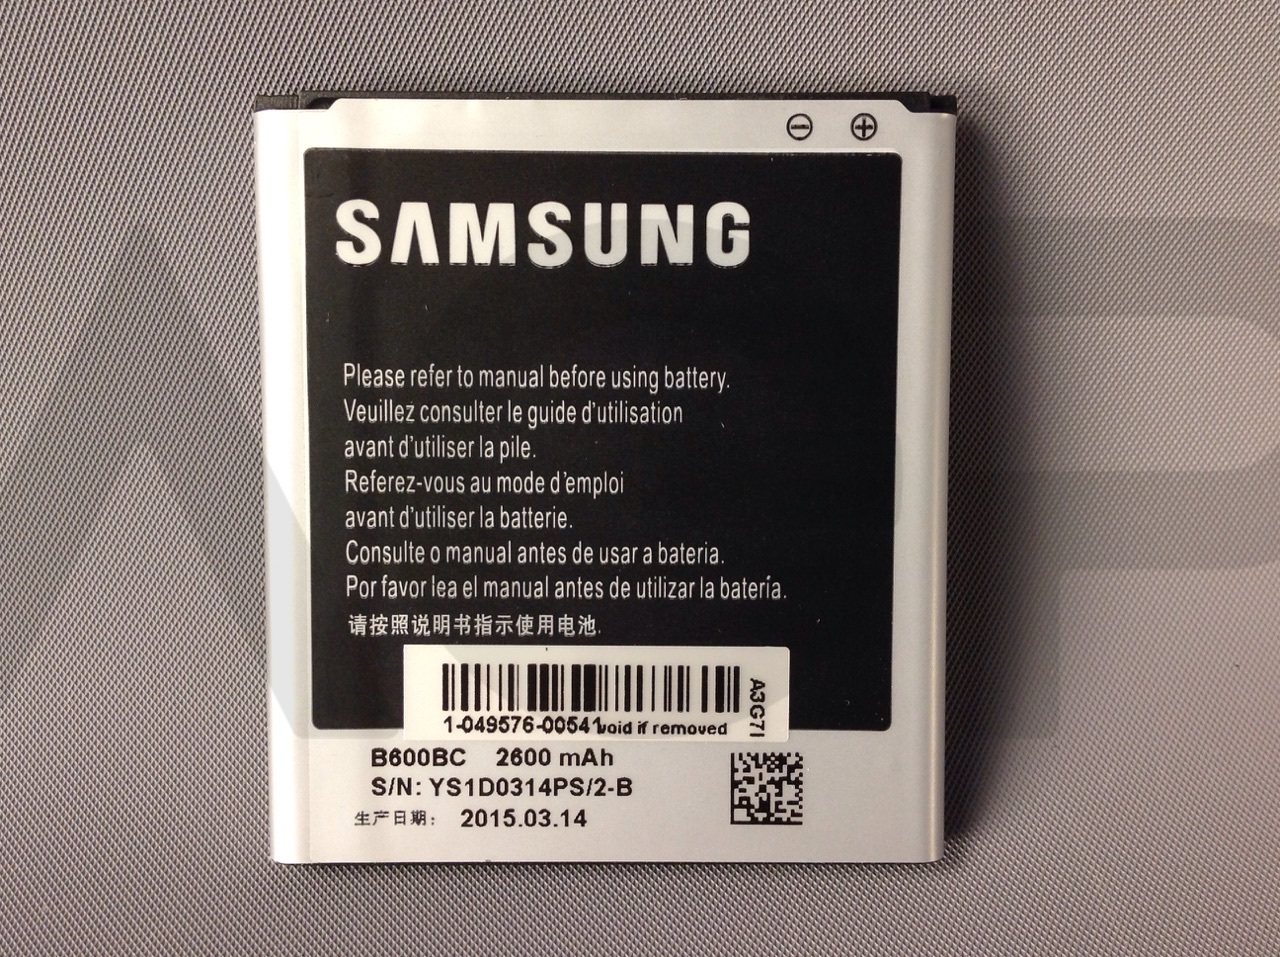 SAMSUNG
Please refer to manual before using battery.
Veuillez consulter le guide d'utilisation
avant d'utiliser la pile.
Referez-vous au mode d'emploi
avant d'utiliser la batterie.
Consulte o manual antes de usar a bateria.
Por favor lea el manual antes de utilizar la batería.
请按照说明书指示使用电池.
A3G71
1-049576-00541 void if removed
B600BC 2600 mAh
S/N: YS1D0314PS/2-B
生产日期: 2015.03.14